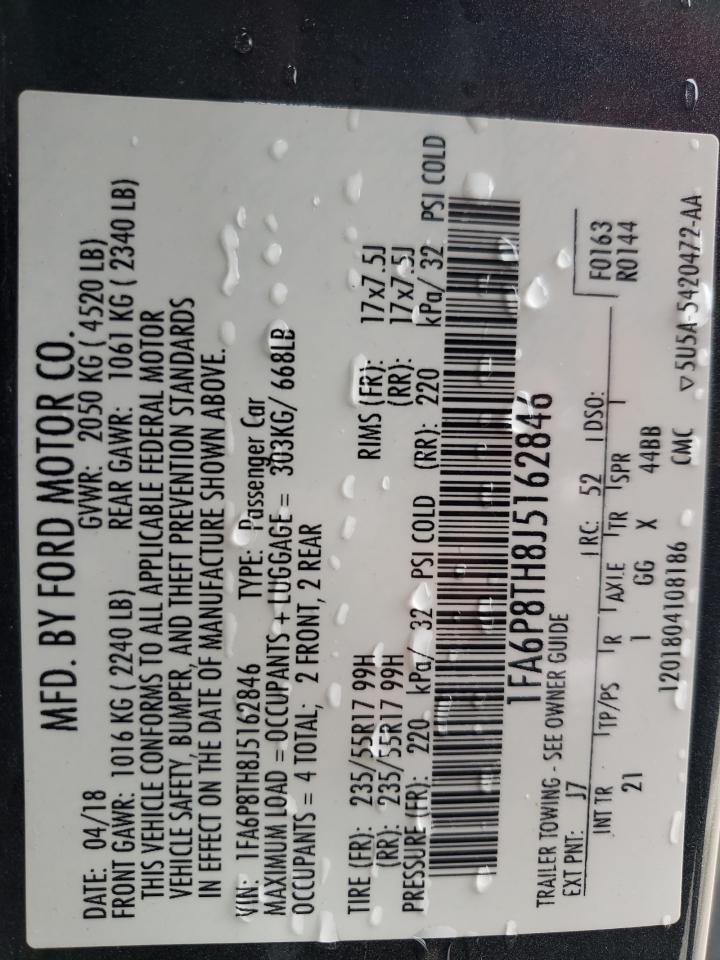 MFD. BY FORD MOTOR CO.
DATE: 04/18 GVWR: 2050 KG ( 4520 LB)
FRONT GAWR: 1016 KG ( 2240 LB) REAR GAWR: 1061 KG ( 2340 LB)
THIS VEHICLE CONFORMS TO ALL APPLICABLE FEDERAL MOTOR
VEHICLE SAFETY, BUMPER, AND THEFT PREVENTION STANDARDS
IN EFFECT ON THE DATE OF MANUFACTURE SHOWN ABOVE.
VIN: 1FA6P8TH8J5162846 TYPE: Passenger Car
MAXIMUM LOAD = OCCUPANTS + LUGGAGE = 303KG/ 668LB
OCCUPANTS = 4 TOTAL; 2 FRONT, 2 REAR
TIRE (FR): 235/55R17 99H RIMS (FR): 17x7.5J
(RR): 235/55R17 99H (RR): 17x7.5J
PRESSURE (FR): 220 kPa/ 32 PSI COLD (RR): 220 kPa/ 32 PSI COLD
1FA6P8TH8J5162846
TRAILER TOWING - SEE OWNER GUIDE
EXT PNT: J7 RC: 52 DSO: F0163
R0144
INT TR TP/PS R AXLE TR SPR
21 1 GG X 44BB
1201804108186 CMC ▽5U5A-5420472-AA